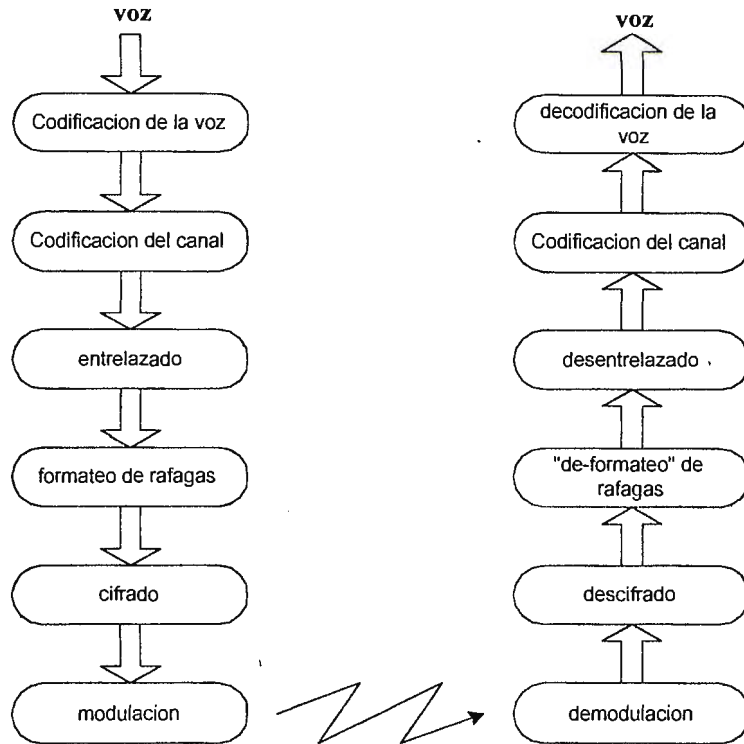 voz
Codificacion de la voz
Codificacion del canal
entrelazado
formateo de rafagas
cifrado
modulacion
voz
decodificacion de la
voz
Codificacion del canal
desentrelazado
"de-formateo" de
rafagas
descifrado
demodulacion